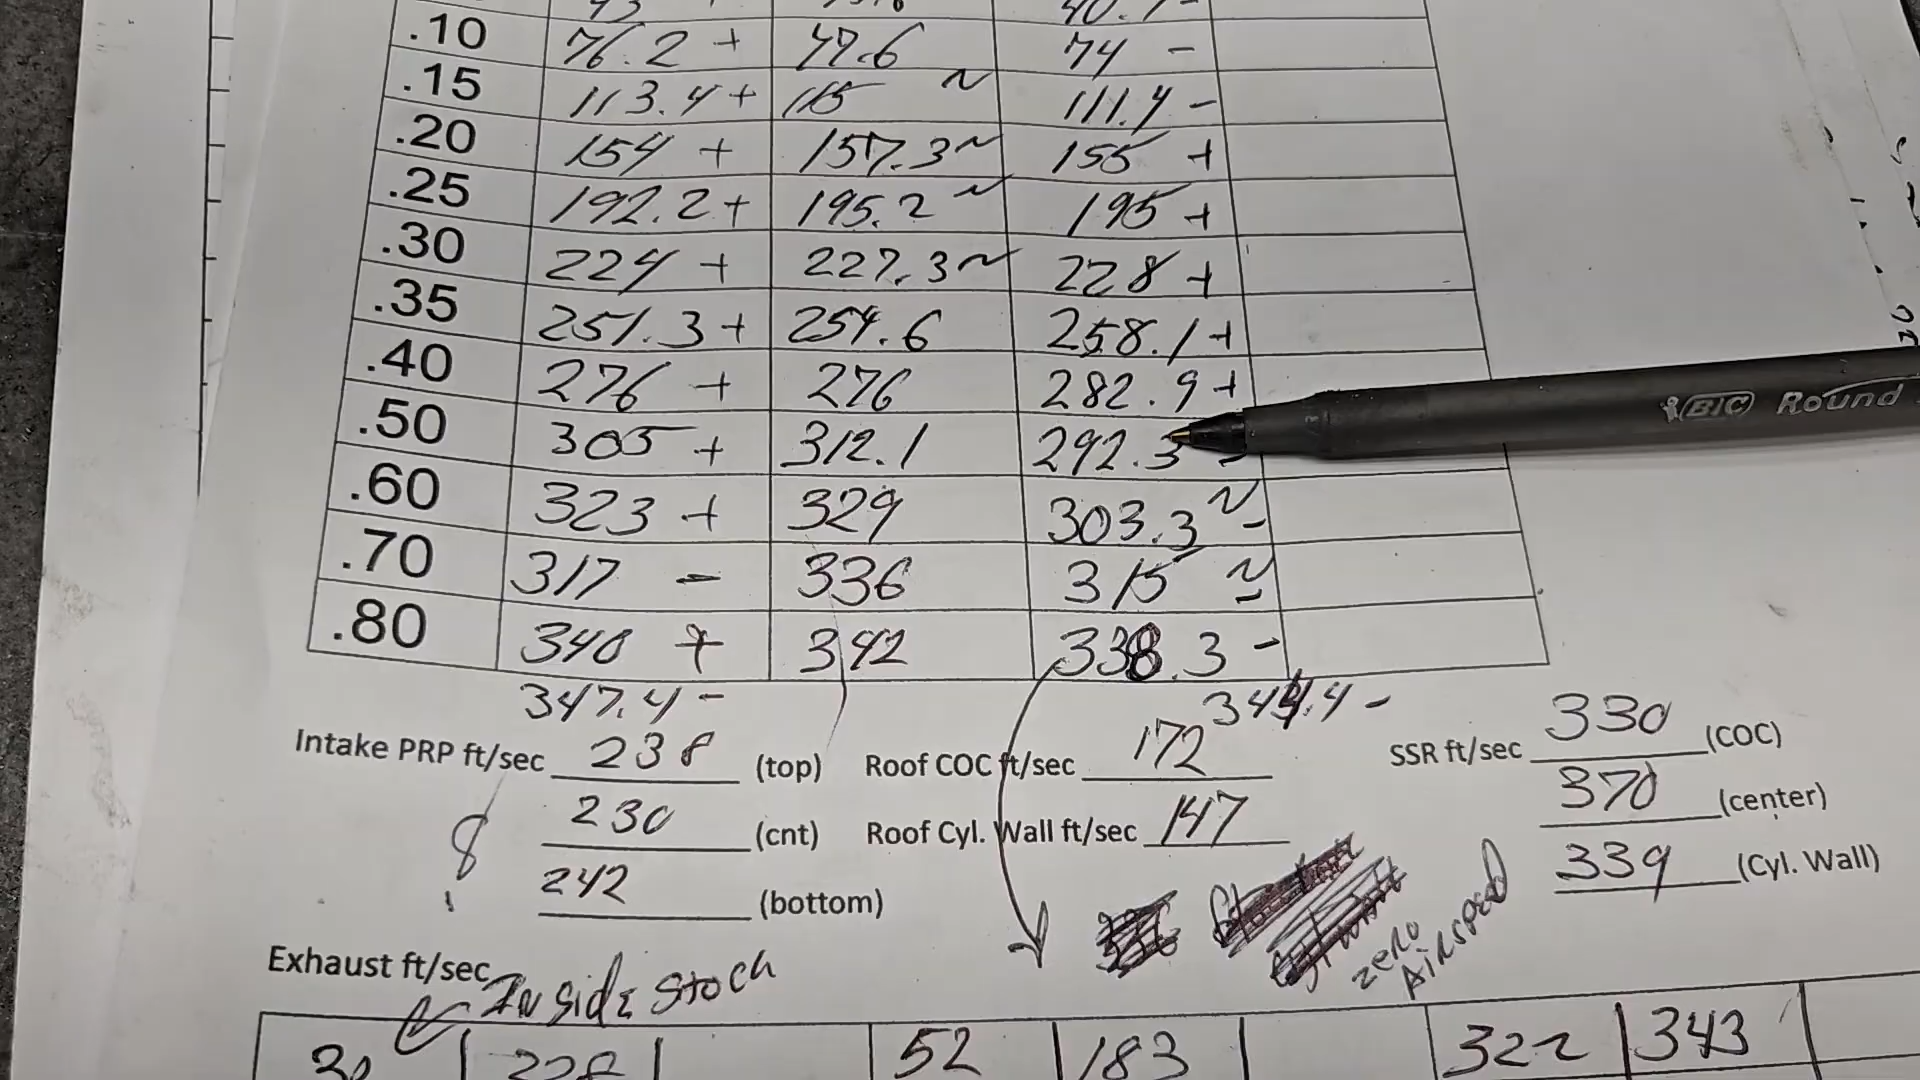 .10 76.2 + 47.6 74 -
.15 113.4 + 115 ~ 111.4 -
.20 154 + 157.3 ~ 155 +
.25 192.2 + 195.2 ~ 195 +
.30 224 + 227.3 ~ 228 +
.35 251.3 + 254.6 258.1 +
.40 276 + 276 282.9 +
.50 305 + 312.1 292.3 -
.60 323 + 329 303.3 ~ -
.70 317 - 336 315 ~ -
.80 340 + 342 338.3 -
347.4 - 344.4 -
Intake PRP ft/sec 238 (top) Roof COC ft/sec 172 SSR ft/sec 330 (COC)
230 (cnt) Roof Cyl. Wall ft/sec 147 370 (center)
242 (bottom) 339 (Cyl. Wall)
zero
Airspeed
Exhaust ft/sec Inside stock
52 183 322 343
BIC Round